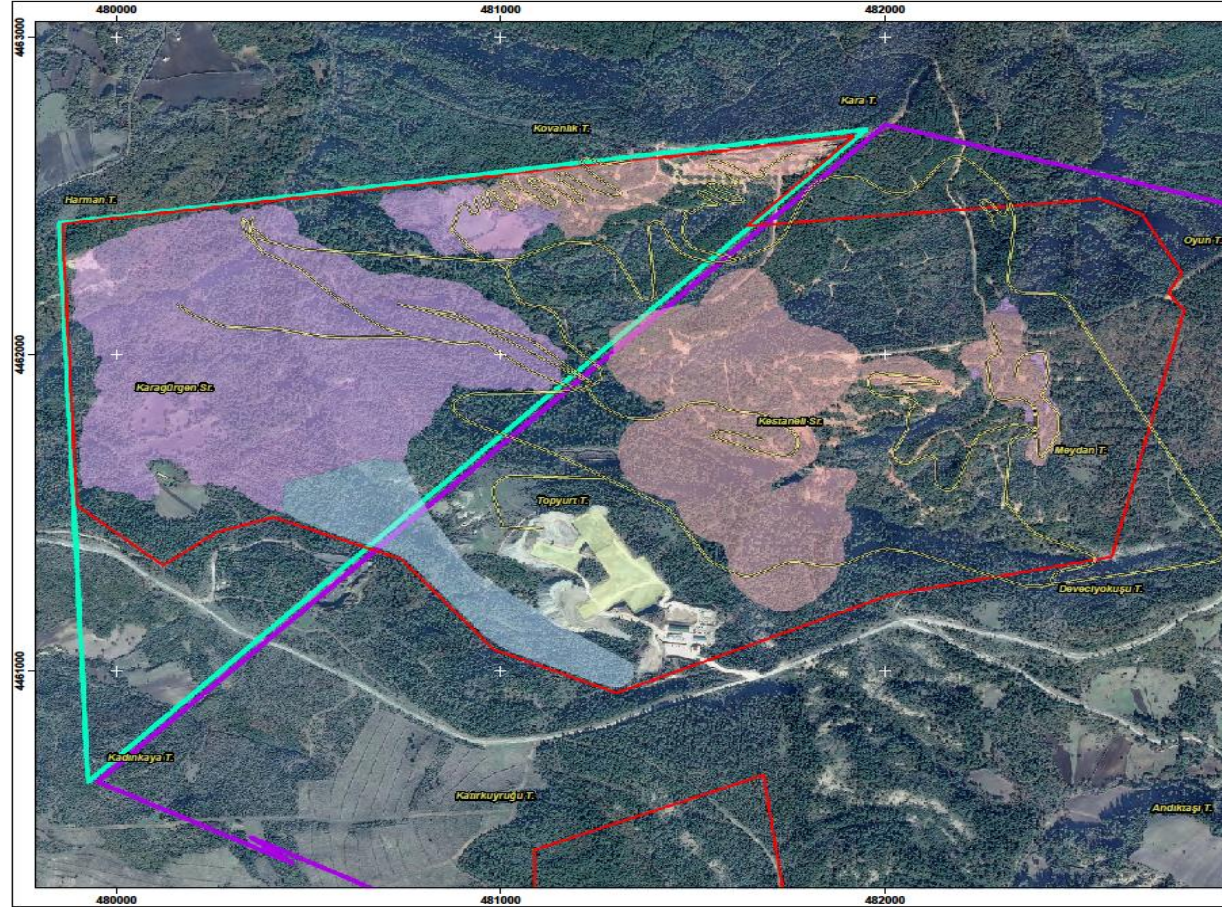 480000
481000
482000
4463000
Kara T.
Kovanlık T.
Harman T.
Oyun T.
4462000
Karagürgen Sr.
Kestaneli Sr.
Meydan T.
Topyurt T.
Deveciyokuşu T.
4461000
Kadınkaya T.
Katırkuyruğu T.
Andıktaşı T.
480000
481000
482000